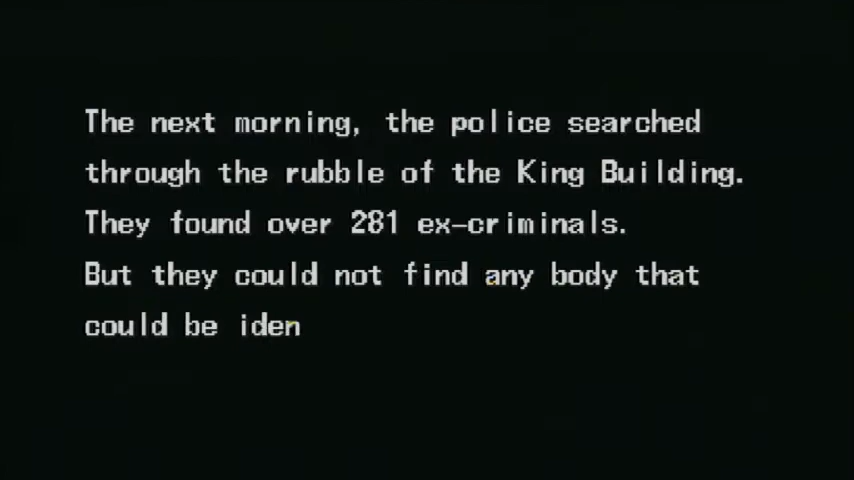 The next morning, the police searched
through the rubble of the King Building.
They found over 281 ex-criminals.
But they could not find any body that
could be iden